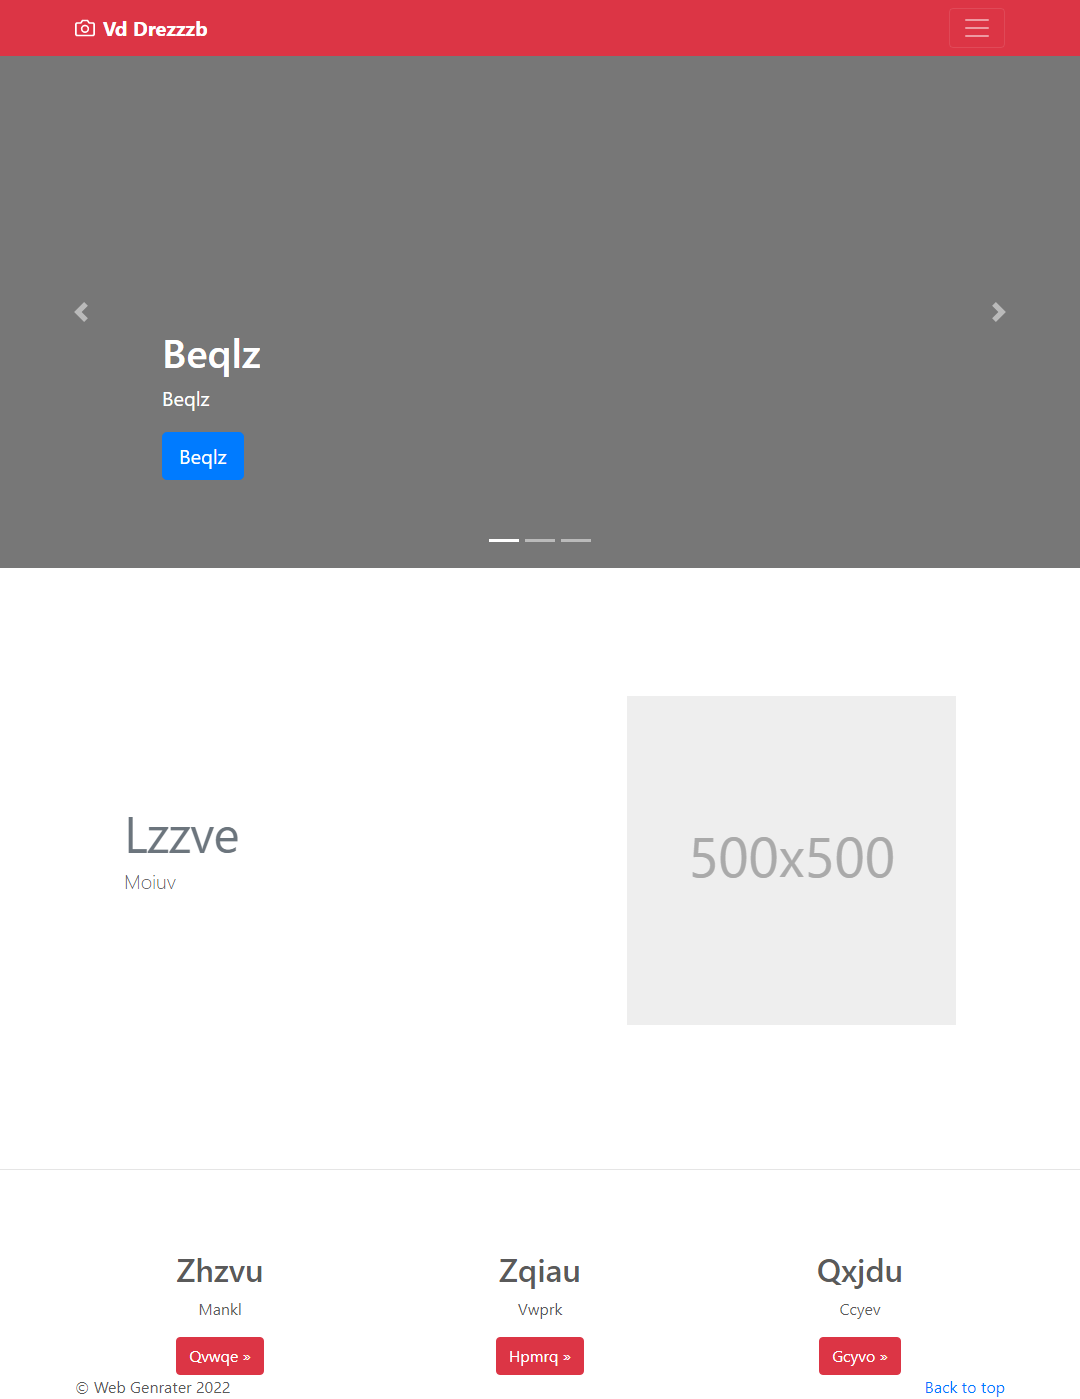 Vd Drezzzb
Beqlz
Beqlz
Beqlz
Lzzve
Moiuv
500x500
Zhzvu
Zqiau
Qxjdu
Mankl
Vwprk
Ccyev
Qvwqe »
Hpmrq »
Gcyvo »
© Web Genrater 2022
Back to top